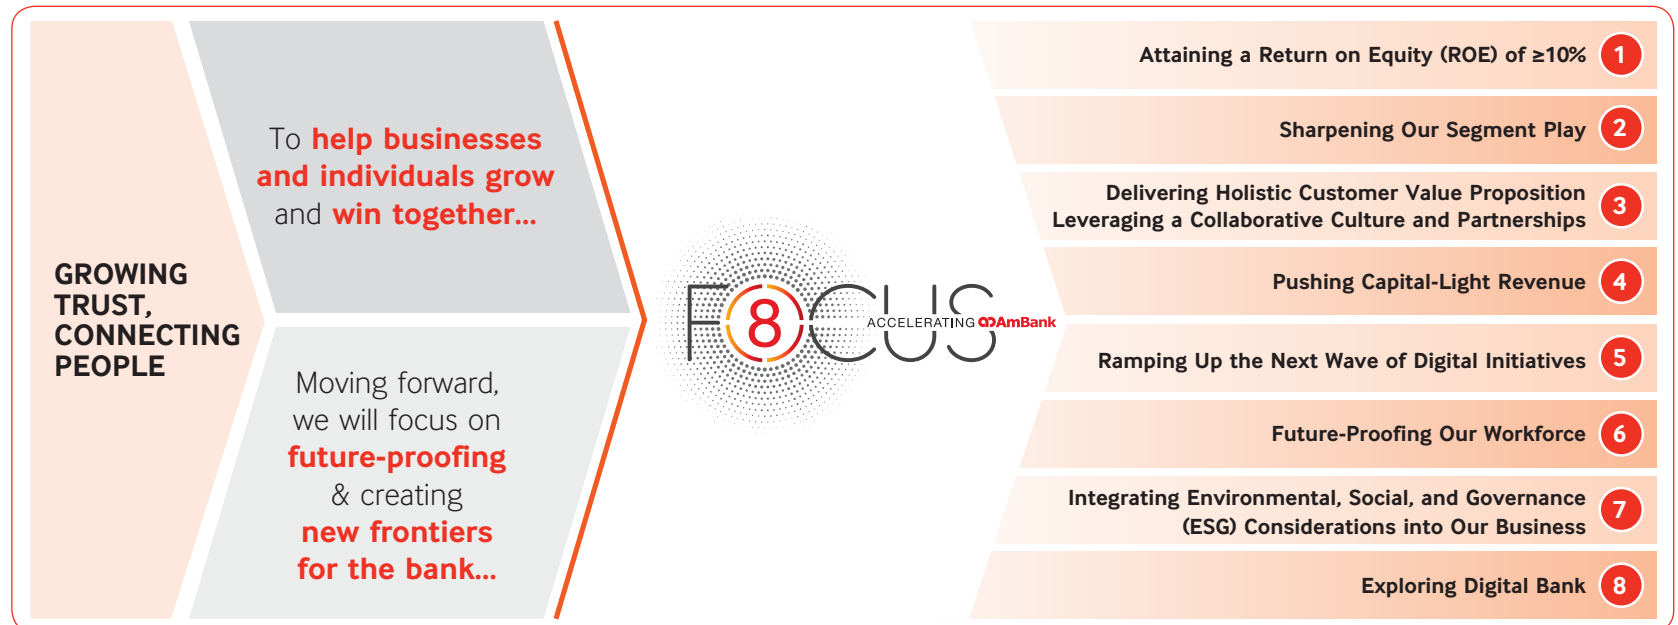 GROWING
TRUST,
CONNECTING
PEOPLE
To help businesses
and individuals grow
and win together...
Moving forward,
we will focus on
future-proofing
& creating
new frontiers
for the bank...
F8CUS
ACCELERATING AmBank
Attaining a Return on Equity (ROE) of ≥10% 1
Sharpening Our Segment Play 2
Delivering Holistic Customer Value Proposition
Leveraging a Collaborative Culture and Partnerships 3
Pushing Capital-Light Revenue 4
Ramping Up the Next Wave of Digital Initiatives 5
Future-Proofing Our Workforce 6
Integrating Environmental, Social, and Governance
(ESG) Considerations into Our Business 7
Exploring Digital Bank 8